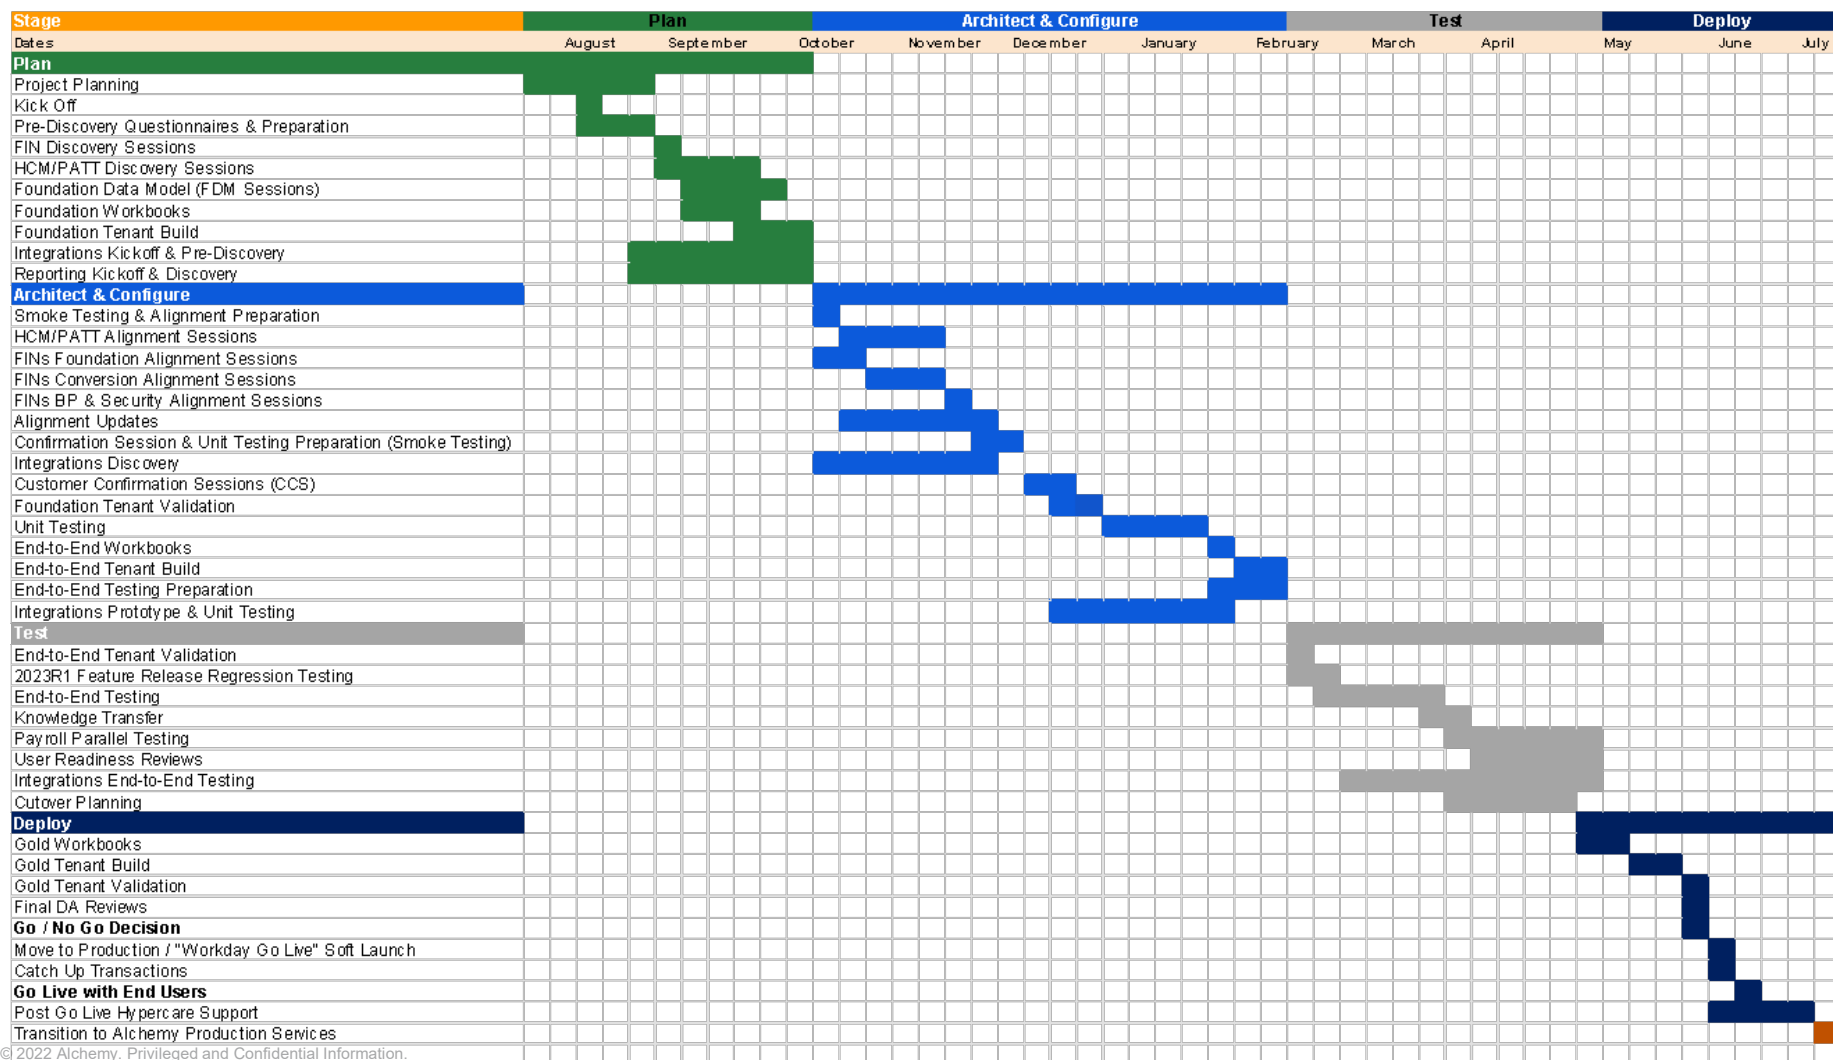 Stage Plan Architect & Configure Test Deploy
Dates August September October November December January February March April May June July
Plan
Project Planning
Kick Off
Pre-Discovery Questionnaires & Preparation
FIN Discovery Sessions
HCM/PATT Discovery Sessions
Foundation Data Model (FDM Sessions)
Foundation Workbooks
Foundation Tenant Build
Integrations Kickoff & Pre-Discovery
Reporting Kickoff & Discovery
Architect & Configure
Smoke Testing & Alignment Preparation
HCM/PATT Alignment Sessions
FINs Foundation Alignment Sessions
FINs Conversion Alignment Sessions
FINs BP & Security Alignment Sessions
Alignment Updates
Confirmation Session & Unit Testing Preparation (Smoke Testing)
Integrations Discovery
Customer Confirmation Sessions (CCS)
Foundation Tenant Validation
Unit Testing
End-to-End Workbooks
End-to-End Tenant Build
End-to-End Testing Preparation
Integrations Prototype & Unit Testing
Test
End-to-End Tenant Validation
2023R1 Feature Release Regression Testing
End-to-End Testing
Knowledge Transfer
Payroll Parallel Testing
User Readiness Reviews
Integrations End-to-End Testing
Cutover Planning
Deploy
Gold Workbooks
Gold Tenant Build
Gold Tenant Validation
Final DA Reviews
Go / No Go Decision
Move to Production / "Workday Go Live" Soft Launch
Catch Up Transactions
Go Live with End Users
Post Go Live Hypercare Support
Transition to Alchemy Production Services
© 2022 Alchemy. Privileged and Confidential Information.